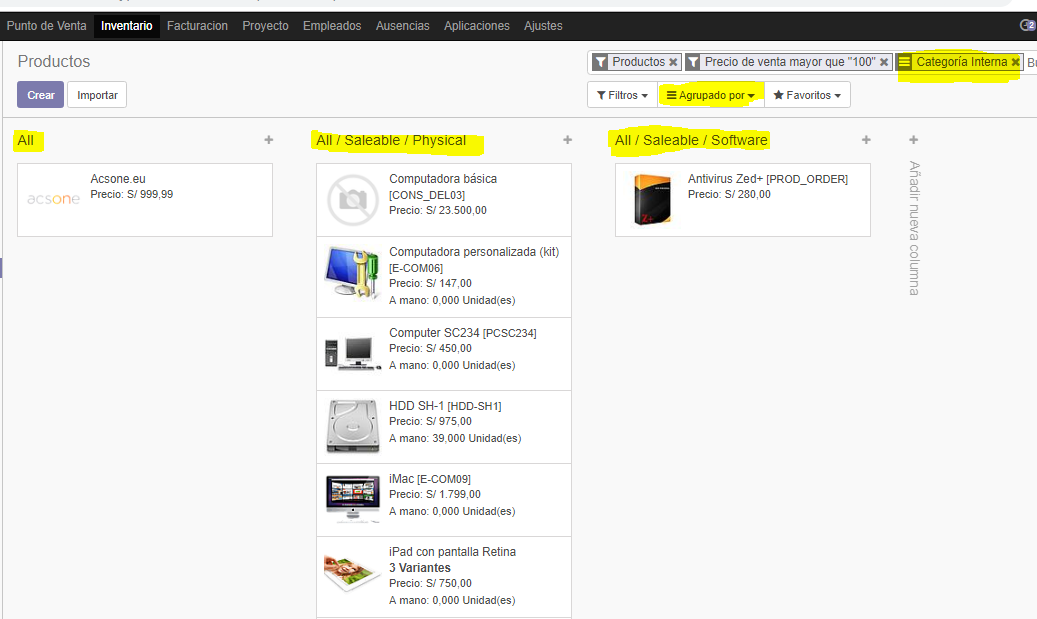 Punto de Venta Inventario Facturacion Proyecto Empleados Ausencias Aplicaciones Ajustes 2
Productos
Productos Precio de venta mayor que "100" Categoría Interna
Crear Importar
Filtros Agrupado por Favoritos
All
Acsone.eu
Precio: S/ 999,99
acsone
All / Saleable / Physical
Computadora básica
[CONS_DEL03]
Precio: S/ 23.500,00
Computadora personalizada (kit)
[E-COM06]
Precio: S/ 147,00
A mano: 0,000 Unidad(es)
Computer SC234 [PCSC234]
Precio: S/ 450,00
A mano: 0,000 Unidad(es)
HDD SH-1 [HDD-SH1]
Precio: S/ 975,00
A mano: 39,000 Unidad(es)
iMac [E-COM09]
Precio: S/ 1.799,00
A mano: 0,000 Unidad(es)
iPad con pantalla Retina
3 Variantes
Precio: S/ 750,00
A mano: 0,000 Unidad(es)
All / Saleable / Software
Antivirus Zed+ [PROD_ORDER]
Precio: S/ 280,00
Z+
Añadir nueva columna